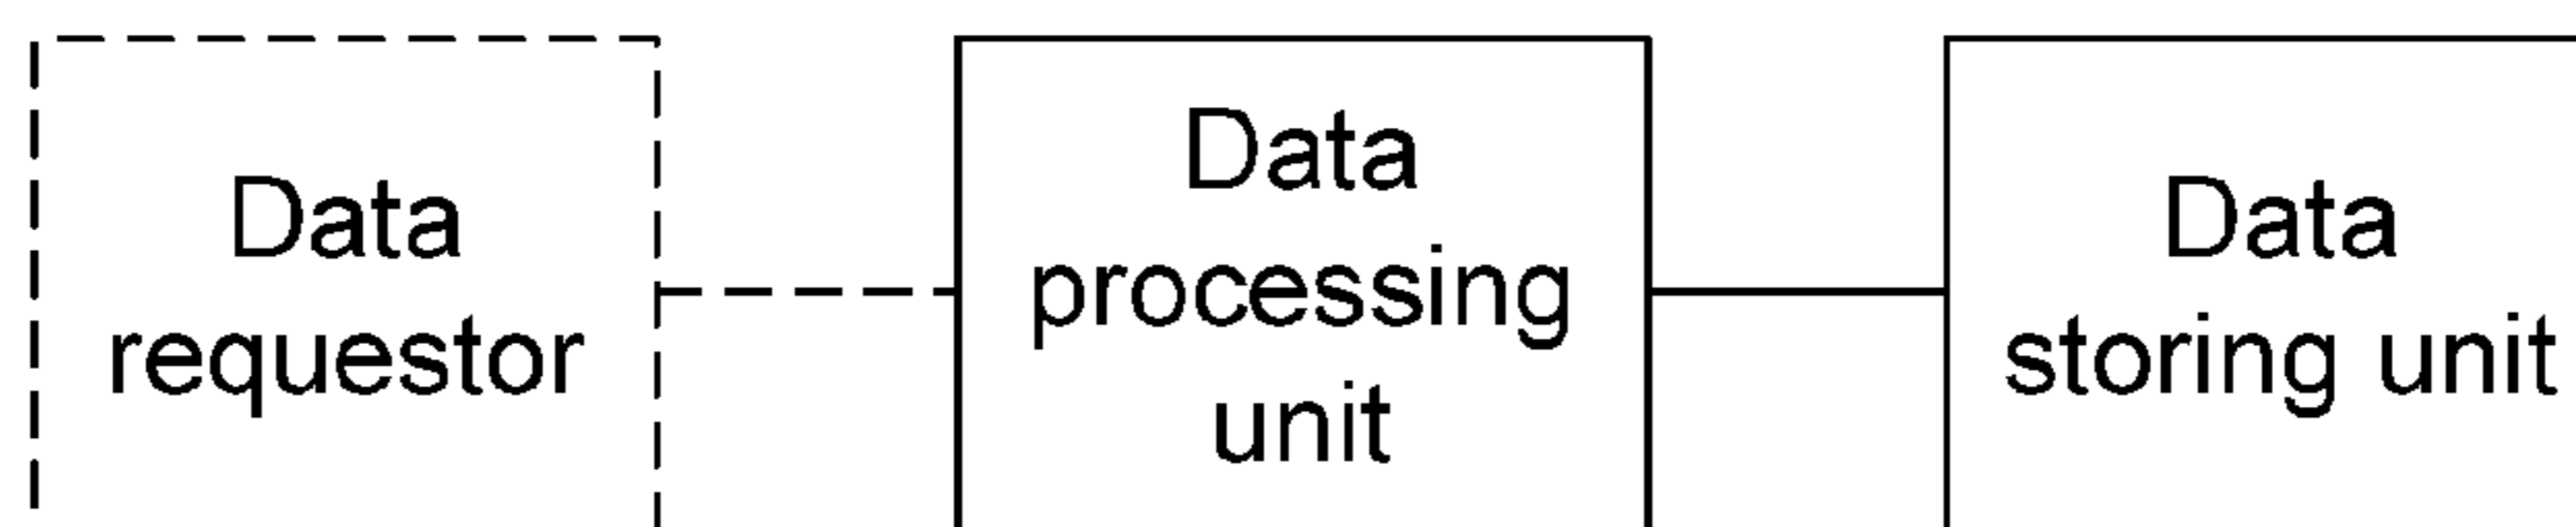 Data
requestor
Data
processing
unit
Data
storing unit